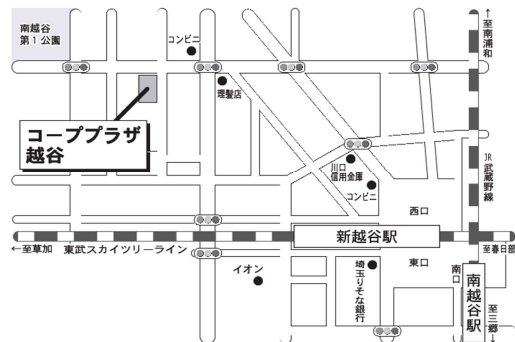 南越谷
第1公園
コンビニ
←至南浦和
理髪店
コーププラザ
越谷
川口
信用金庫
コンビニ
JR武蔵野線
西口
新越谷駅
←至草加 東武スカイツリーライン
至春日部→
イオン
埼玉りそな銀行
東口
南口
南越谷駅
至三郷→